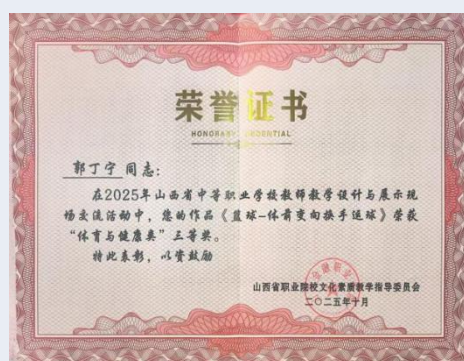 荣誉证书
HONORARY CREDENTIAL
郭丁宁 同志：
在2025年山西省中等职业学校教师教学设计与展示现
场交流活动中，您的作品《篮球-体前变向换手运球》荣获
“体育与健康类”三等奖。
特此表彰，以资鼓励
山西省职业院校文化素质教学指导委员会
二〇二五年十月